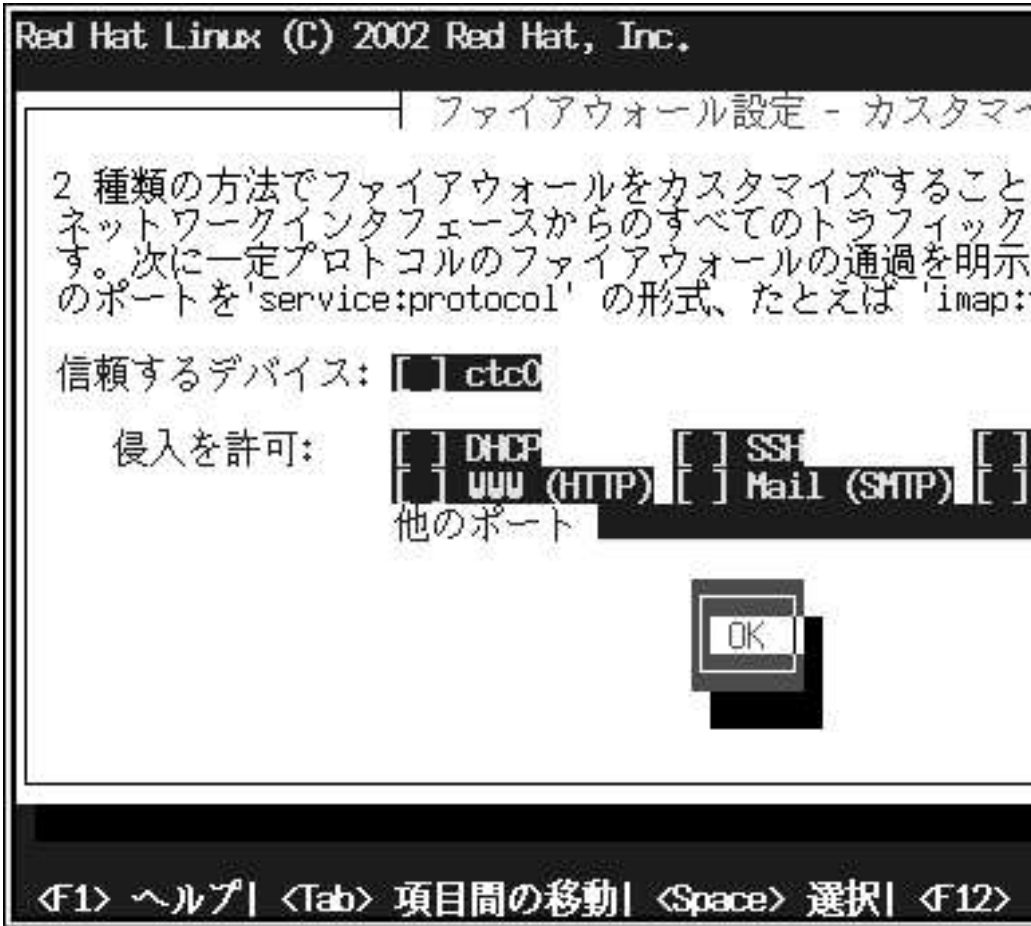 Red Hat Linux (C) 2002 Red Hat, Inc.
ファイアウォール設定 - カスタマイ
2 種類の方法でファイアウォールをカスタマイズすること
ネットワークインタフェースからのすべてのトラフィック
す。次に一定プロトコルのファイアウォールの通過を明示
のポートを'service:protocol' の形式、たとえば 'imap:
信頼するデバイス: [ ] ctc0
侵入を許可: [ ] DHCP [ ] SSH [ ]
[ ] WWW (HTTP) [ ] Mail (SMTP) [ ]
他のポート
OK
<F1> ヘルプ| <Tab> 項目間の移動| <Space> 選択| <F12>